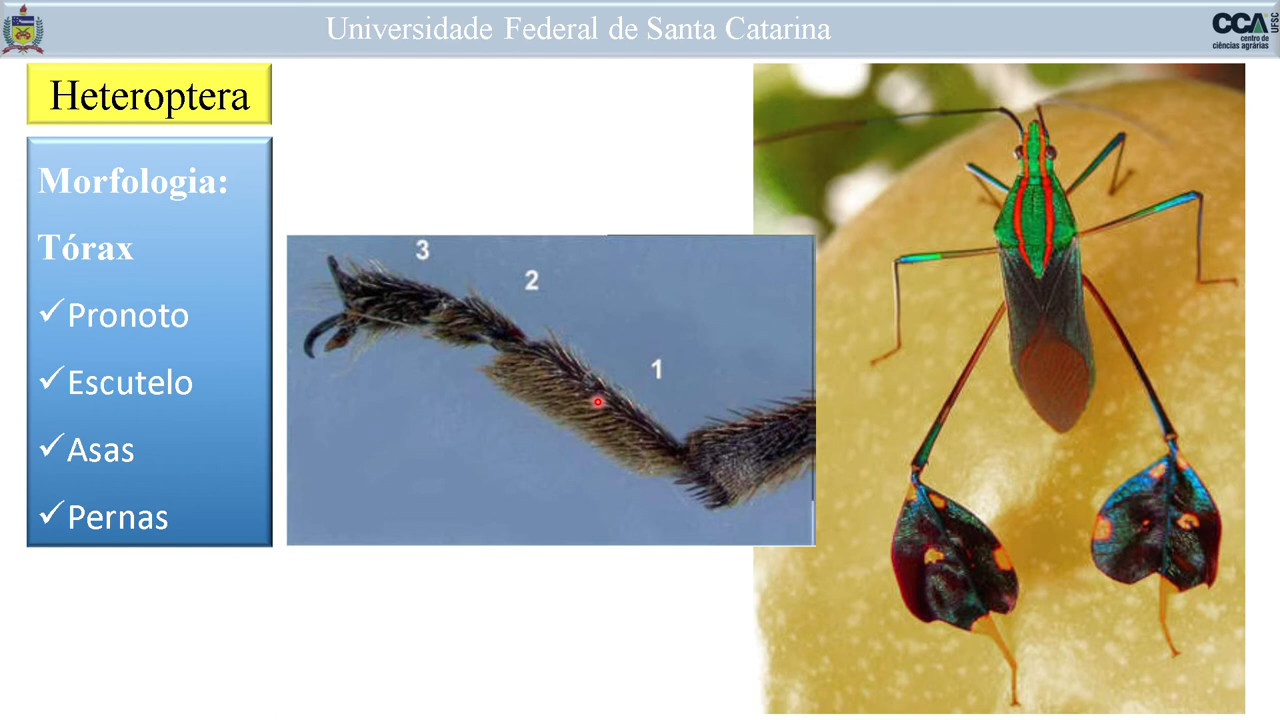 Universidade Federal de Santa Catarina
CCA UFSC
centro de
ciências agrárias
Heteroptera
Morfologia:
Tórax
✓Pronoto
✓Escutelo
✓Asas
✓Pernas
3
2
1